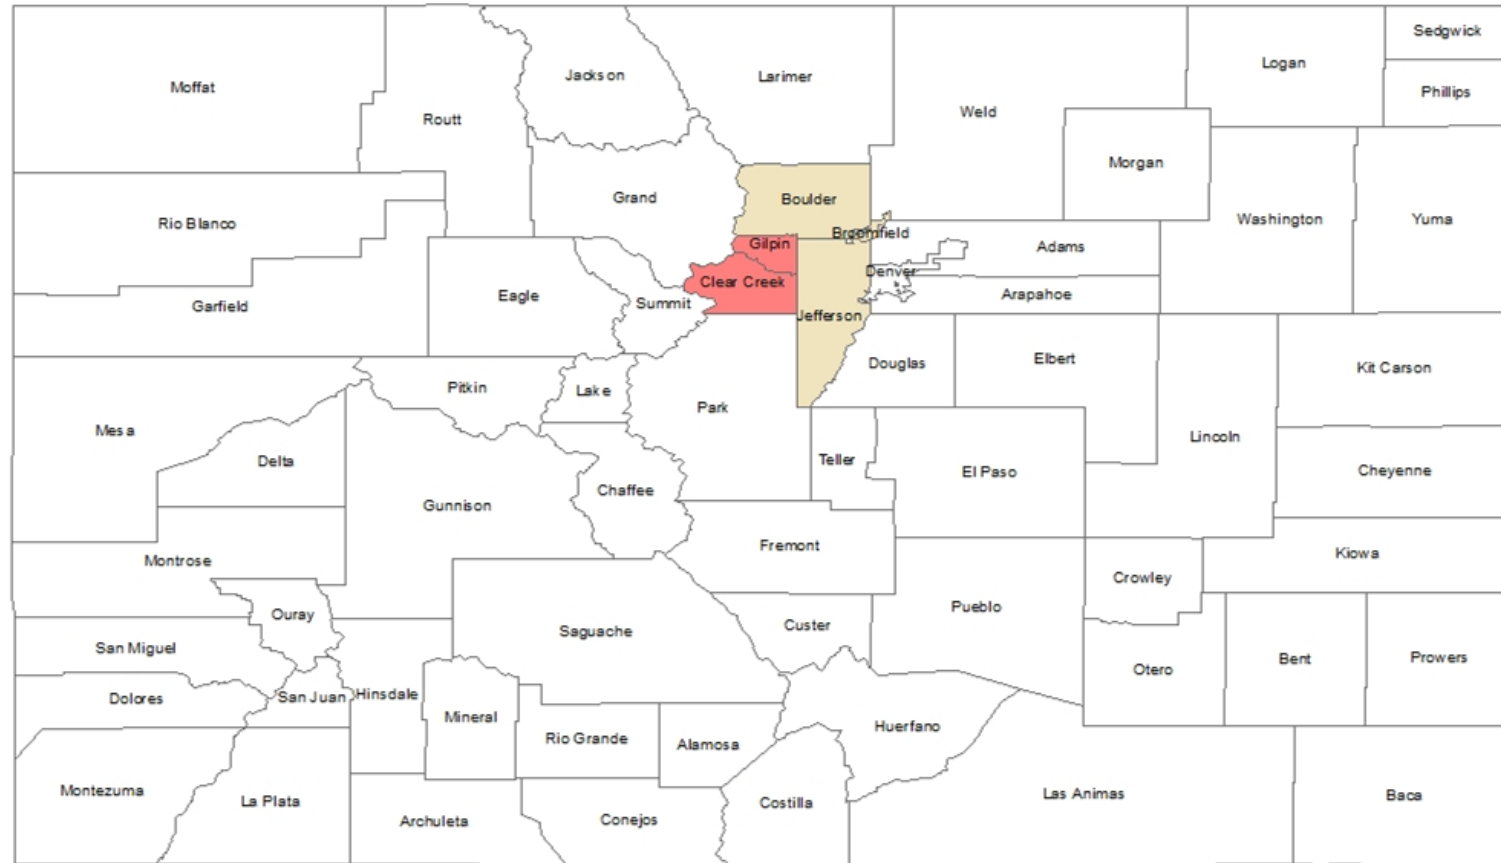 Sedgwick
Logan
Jackson
Larimer
Moffat
Phillips
Weld
Routt
Morgan
Grand
Boulder
Rio Blanco
Washington
Yuma
Broomfield
Gilpin
Adams
Denver
Clear Creek
Eagle
Arapahoe
Summit
Garfield
Jefferson
Elbert
Douglas
Kit Carson
Pitkin
Lake
Park
Mesa
Lincoln
Delta
Teller
El Paso
Cheyenne
Chaffee
Gunnison
Fremont
Kiowa
Montrose
Crowley
Pueblo
Ouray
Custer
Saguache
San Miguel
Bent
Prowers
Otero
Hinsdale
San Juan
Dolores
Mineral
Huerfano
Rio Grande
Alamosa
Montezuma
Las Animas
Baca
La Plata
Costilla
Conejos
Archuleta